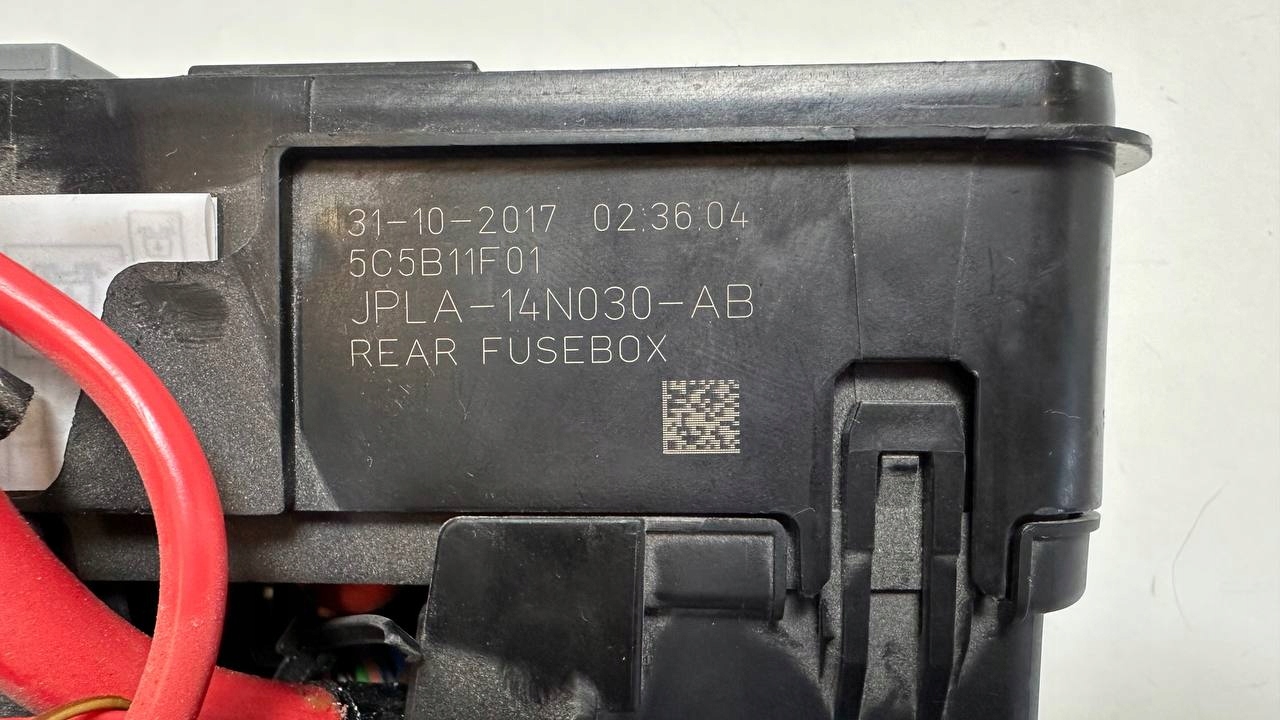 31-10-2017 02:36:04
5C5B11F01
JPLA-14N030-AB
REAR FUSEBOX